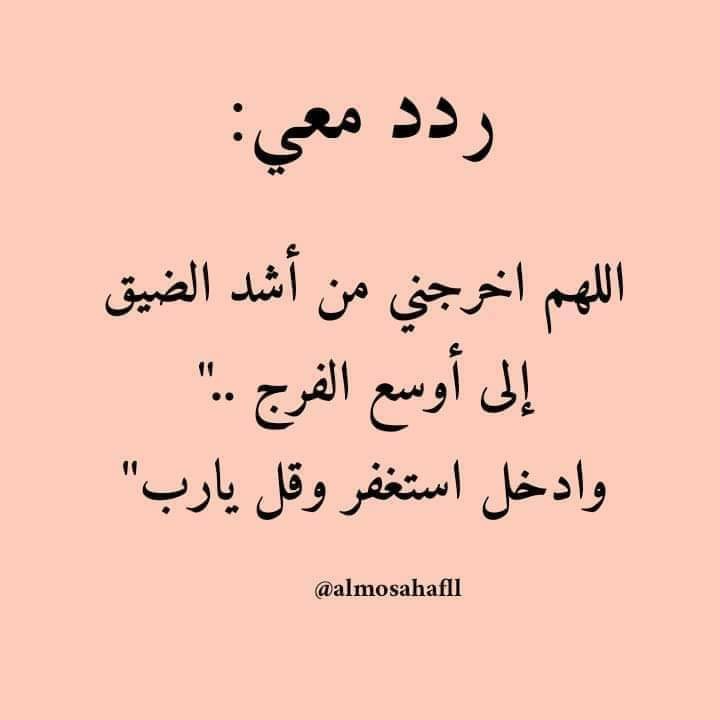 ردد معي:
اللهم اخرجني من أشد الضيق
إلى أوسع الفرج .."
وادخل استغفر وقل يارب"
@almosahafll